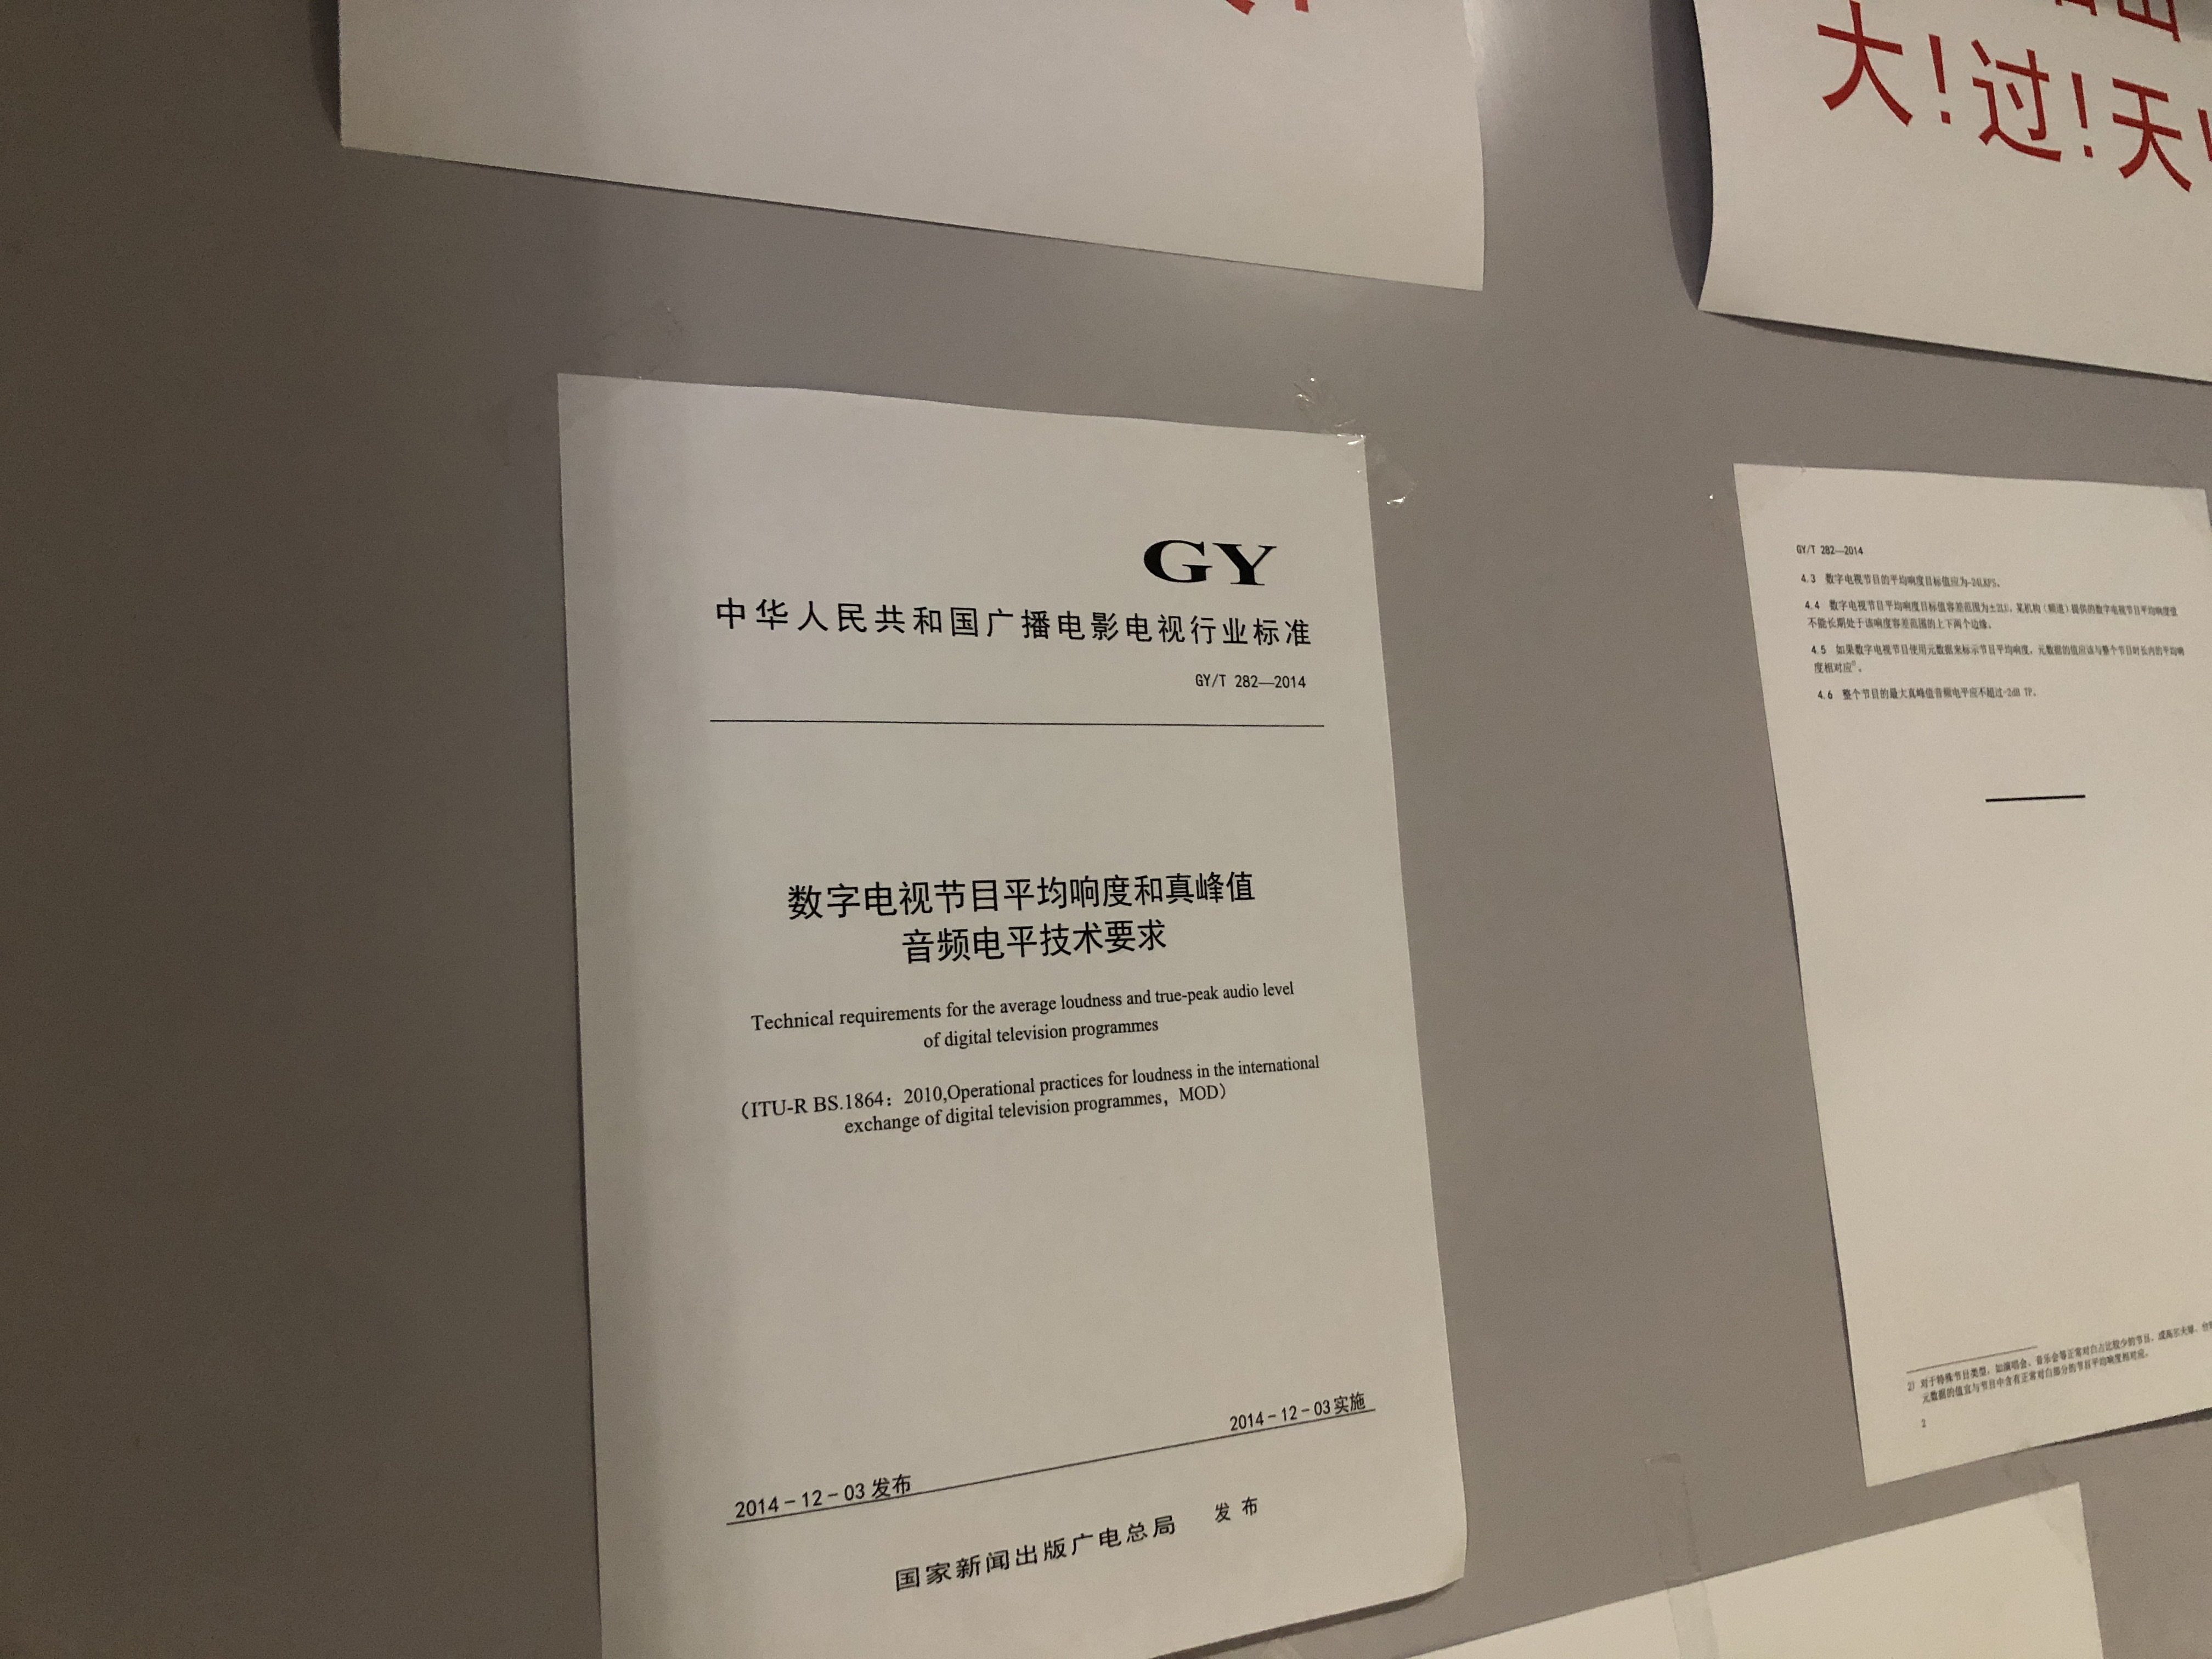 大!过!天
GY
中华人民共和国广播电影电视行业标准
GY/T 282—2014
数字电视节目平均响度和真峰值
音频电平技术要求
Technical requirements for the average loudness and true-peak audio level
of digital television programmes
（ITU-R BS.1864：2010,Operational practices for loudness in the international
exchange of digital television programmes，MOD）
2014－12－03 发布
2014－12－03 实施
国家新闻出版广电总局 发布
GY/T 282—2014
4.3 数字电视节目的平均响度目标值应为-24LKFS。
4.4 数字电视节目平均响度目标值容差范围为±2LU，某机构（频道）提供的数字电视节目平均响度值
不能长期处于该响度容差范围的上下两个边缘。
4.5 如果数字电视节目使用元数据来标示节目平均响度，元数据的值应该与整个节目时长内的平均响
度相对应2)。
4.6 整个节目的最大真峰值音频电平应不超过-2dB TP。
2) 对于特殊节目类型，如演唱会、音乐会等正常对白占比较少的节目，或高尔夫球、
元数据的值宜与节目中含有正常对白部分的节目平均响度相对应。
2